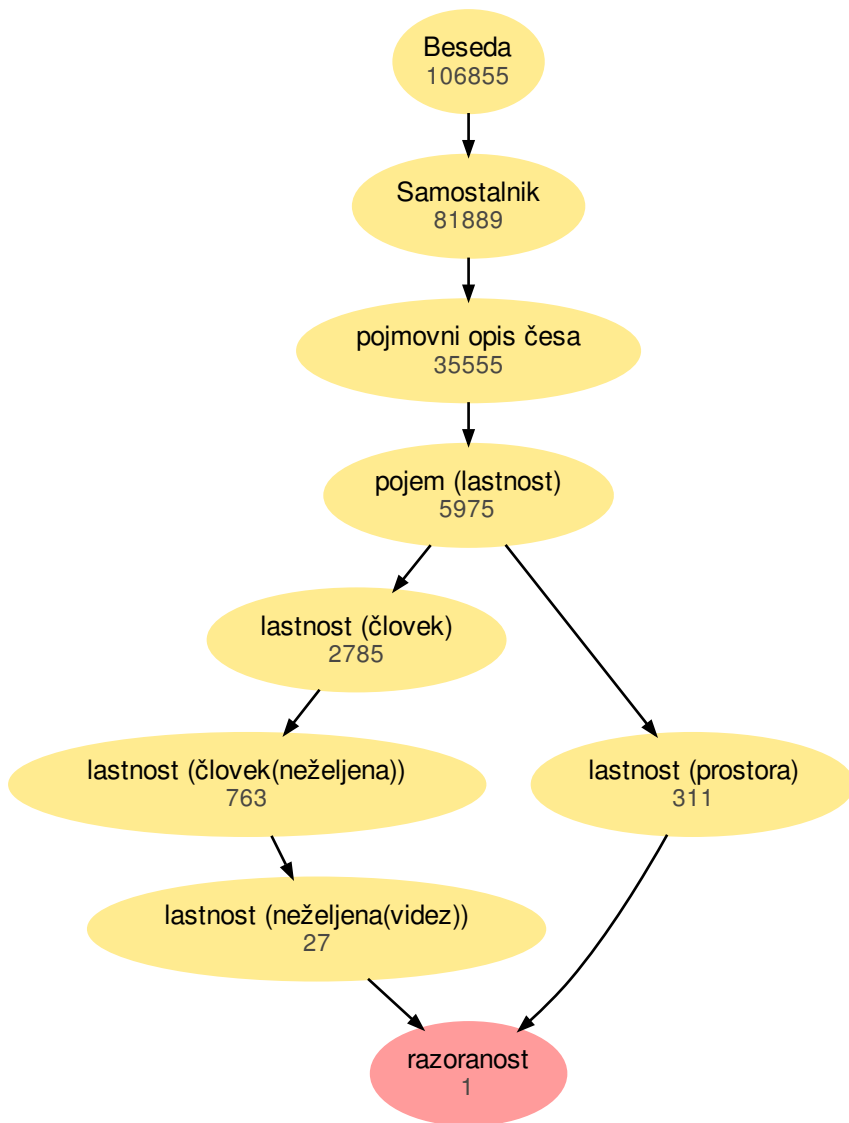 Beseda
106855
Samostalnik
81889
pojmovni opis česa
35555
pojem (lastnost)
5975
lastnost (človek)
2785
lastnost (človek(neželjena))
763
lastnost (prostora)
311
lastnost (neželjena(videz))
27
razoranost
1